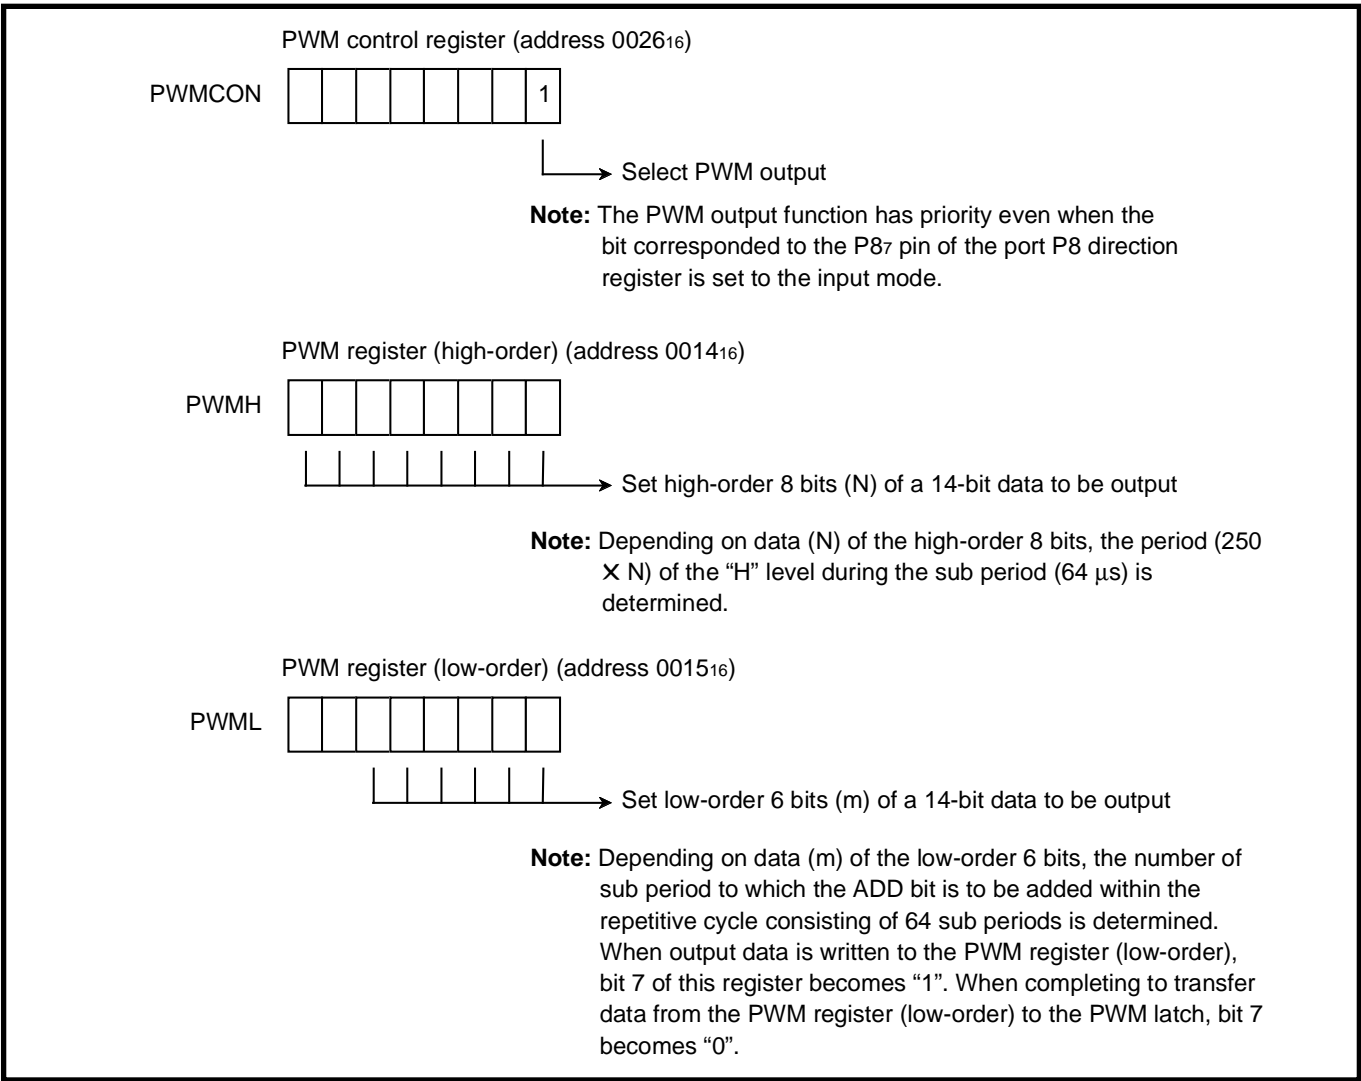 PWM control register (address 0026₁₆)
PWMCON
1
Select PWM output
Note: The PWM output function has priority even when the
bit corresponded to the P8₇ pin of the port P8 direction
register is set to the input mode.
PWM register (high-order) (address 0014₁₆)
PWMH
Set high-order 8 bits (N) of a 14-bit data to be output
Note: Depending on data (N) of the high-order 8 bits, the period (250
✕ N) of the “H” level during the sub period (64 μs) is
determined.
PWM register (low-order) (address 0015₁₆)
PWML
Set low-order 6 bits (m) of a 14-bit data to be output
Note: Depending on data (m) of the low-order 6 bits, the number of
sub period to which the ADD bit is to be added within the
repetitive cycle consisting of 64 sub periods is determined.
When output data is written to the PWM register (low-order),
bit 7 of this register becomes “1”. When completing to transfer
data from the PWM register (low-order) to the PWM latch, bit 7
becomes “0”.